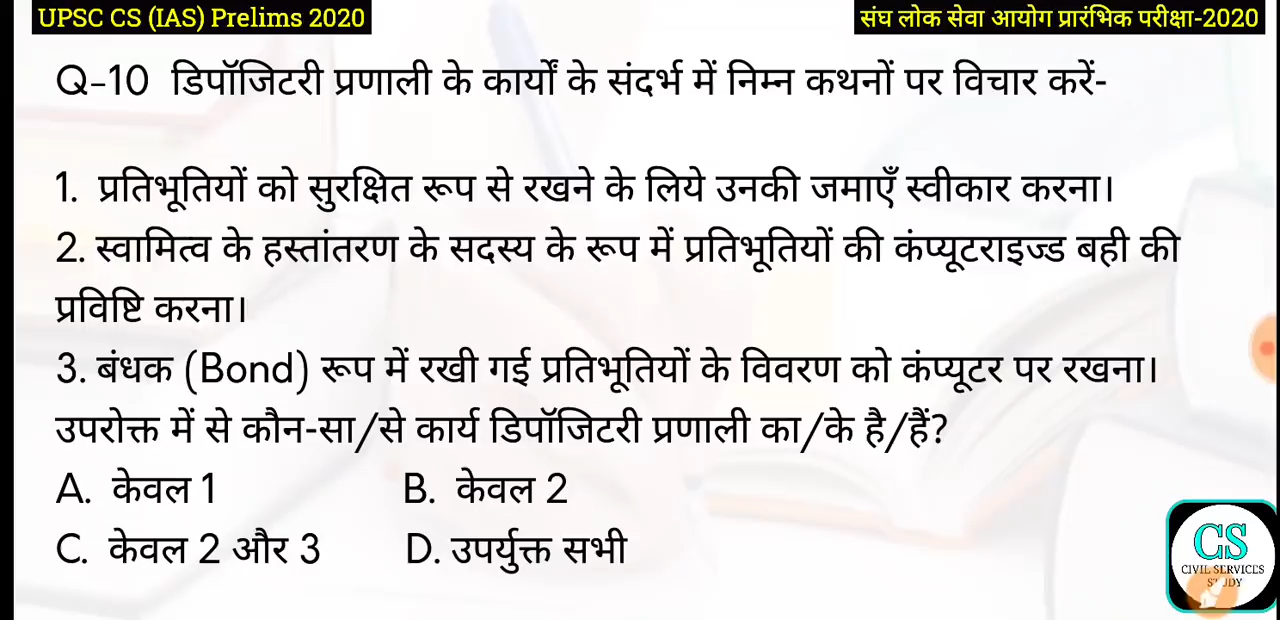 UPSC CS (IAS) Prelims 2020
संघ लोक सेवा आयोग प्रारंभिक परीक्षा-2020
Q-10 डिपॉजिटरी प्रणाली के कार्यों के संदर्भ में निम्न कथनों पर विचार करें-
1. प्रतिभूतियों को सुरक्षित रूप से रखने के लिये उनकी जमाएँ स्वीकार करना।
2. स्वामित्व के हस्तांतरण के सदस्य के रूप में प्रतिभूतियों की कंप्यूटराइज्ड बही की
प्रविष्टि करना।
3. बंधक (Bond) रूप में रखी गई प्रतिभूतियों के विवरण को कंप्यूटर पर रखना।
उपरोक्त में से कौन-सा/से कार्य डिपॉजिटरी प्रणाली का/के है/हैं?
A. केवल 1 B. केवल 2
C. केवल 2 और 3 D. उपर्युक्त सभी
CS
CIVIL SERVICES